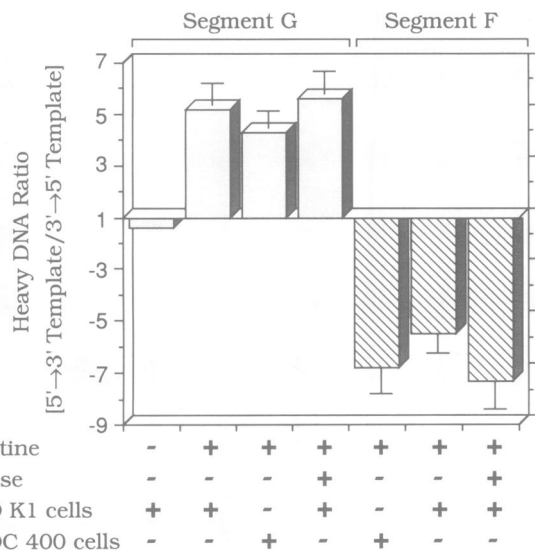 Segment G Segment F
7
5
3
1
-3
-5
-7
-9
Heavy DNA Ratio
[5'→3' Template/3'→5' Template]
tine - + + + + + +
se - - - + - - +
K1 cells + + - + - + +
C 400 cells - - + - + - -